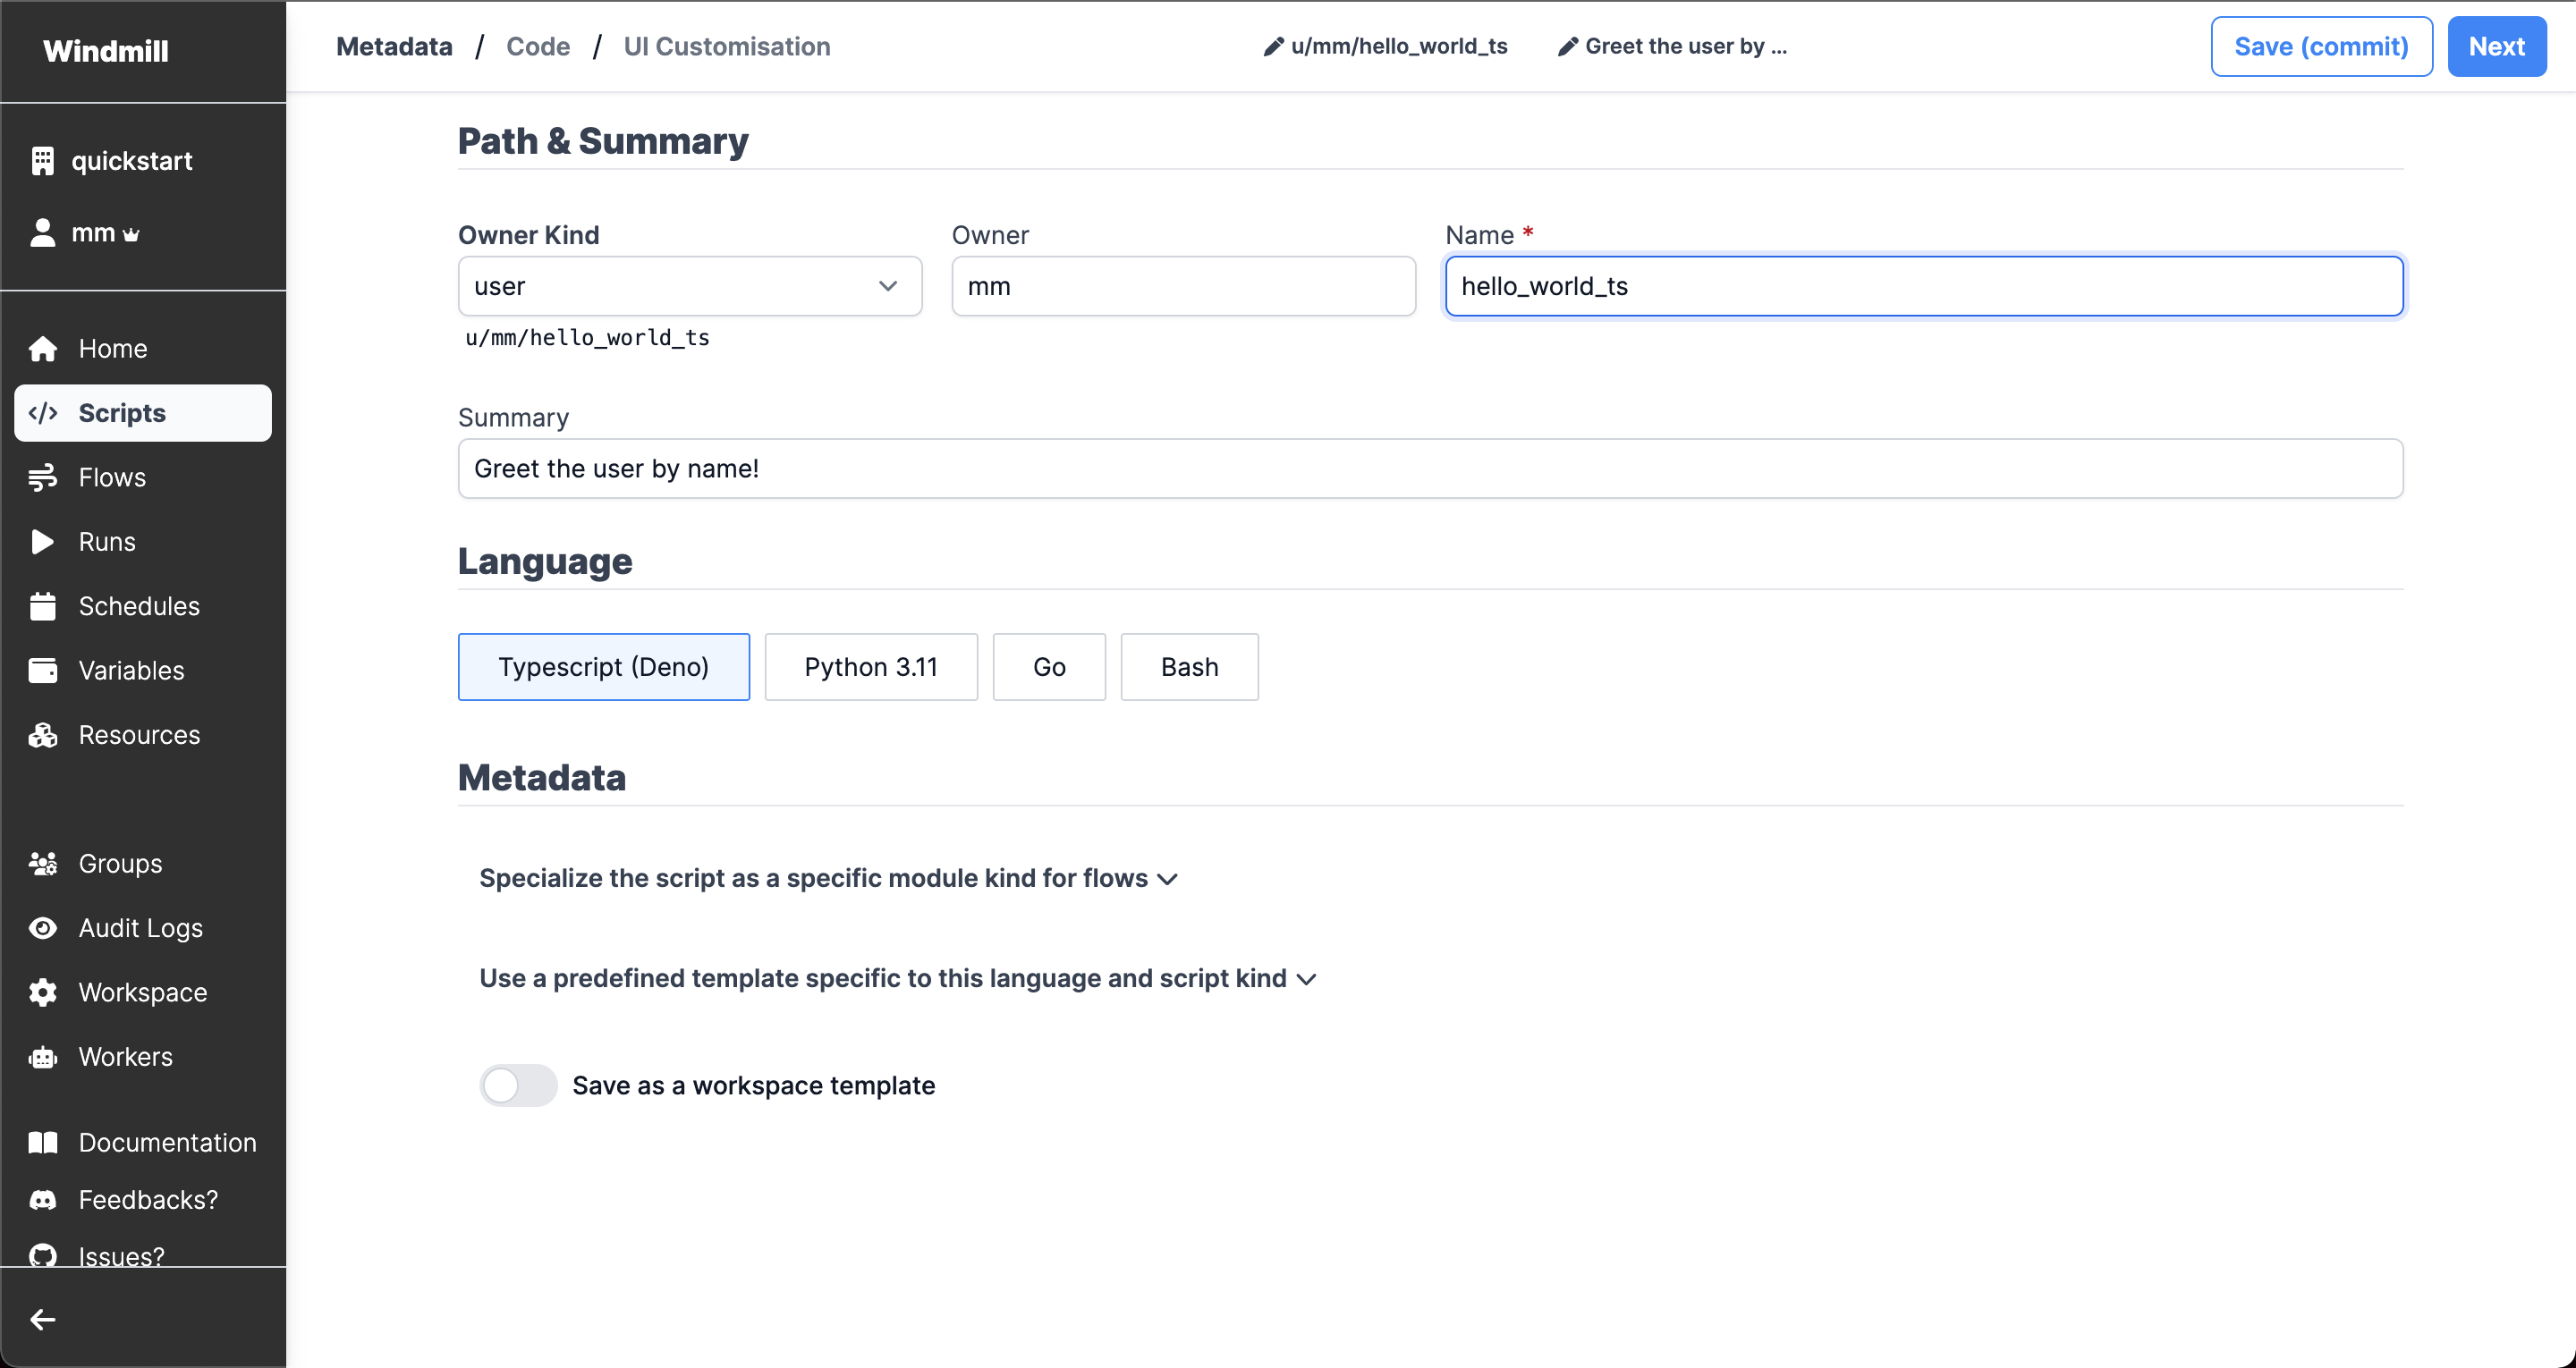 Windmill
quickstart
mm
Home
Scripts
Flows
Runs
Schedules
Variables
Resources
Groups
Audit Logs
Workspace
Workers
Documentation
Feedbacks?
Issues?
Metadata / Code / UI Customisation
u/mm/hello_world_ts
Greet the user by ...
Save (commit)
Next
Path & Summary
Owner Kind
user
u/mm/hello_world_ts
Owner
mm
Name *
hello_world_ts
Summary
Greet the user by name!
Language
Typescript (Deno)
Python 3.11
Go
Bash
Metadata
Specialize the script as a specific module kind for flows
Use a predefined template specific to this language and script kind
Save as a workspace template